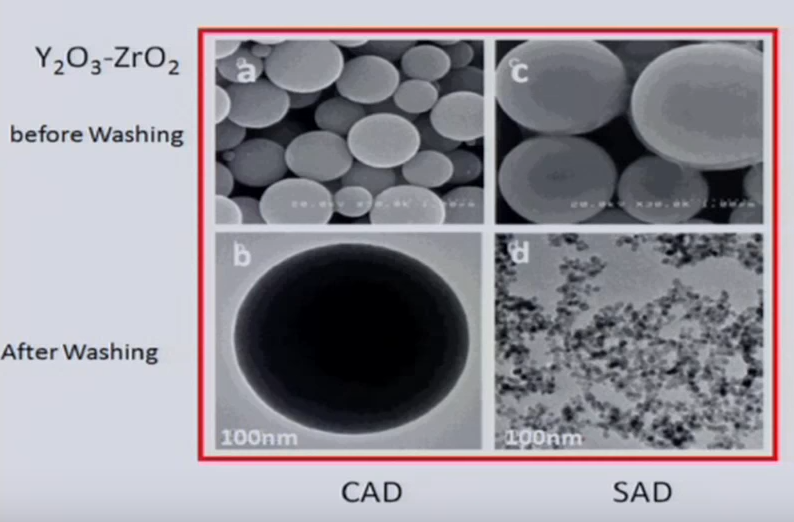 Y₂O₃-ZrO₂
a
c
before Washing
b
d
After Washing
100nm
100nm
CAD
SAD